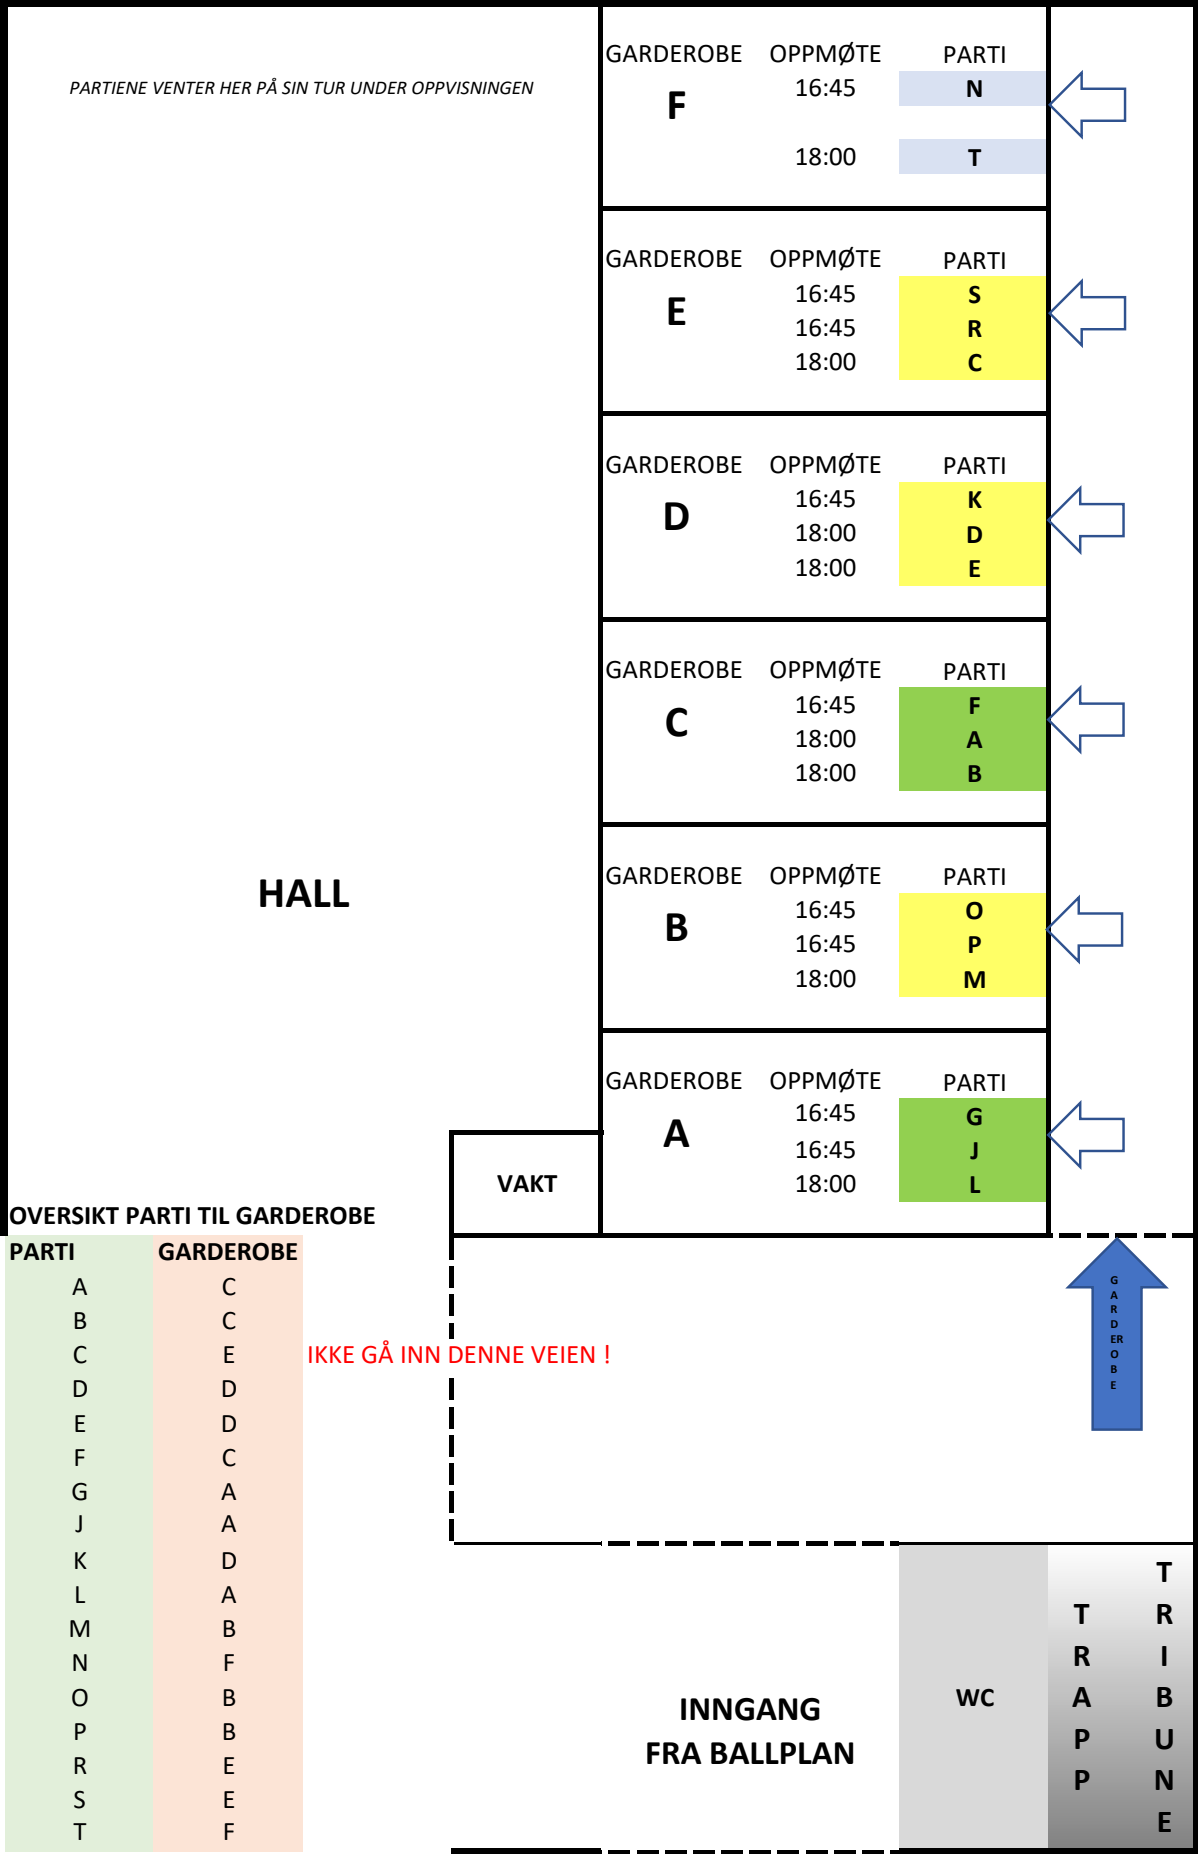 PARTIENE VENTER HER PÅ SIN TUR UNDER OPPVISNINGEN
GARDEROBE OPPMØTE PARTI
F 16:45 N
18:00 T
GARDEROBE OPPMØTE PARTI
E 16:45 S
16:45 R
18:00 C
GARDEROBE OPPMØTE PARTI
D 16:45 K
18:00 D
18:00 E
GARDEROBE OPPMØTE PARTI
C 16:45 F
18:00 A
18:00 B
HALL
GARDEROBE OPPMØTE PARTI
B 16:45 O
16:45 P
18:00 M
GARDEROBE OPPMØTE PARTI
A 16:45 G
16:45 J
18:00 L
VAKT
OVERSIKT PARTI TIL GARDEROBE
PARTI GARDEROBE
A C
B C
C E
D D
E D
F C
G A
J A
K D
L A
M B
N F
O B
P B
R E
S E
T F
IKKE GÅ INN DENNE VEIEN !
GARDEROBE
INNGANG
FRA BALLPLAN
WC
TRAPP
TRIBUNE